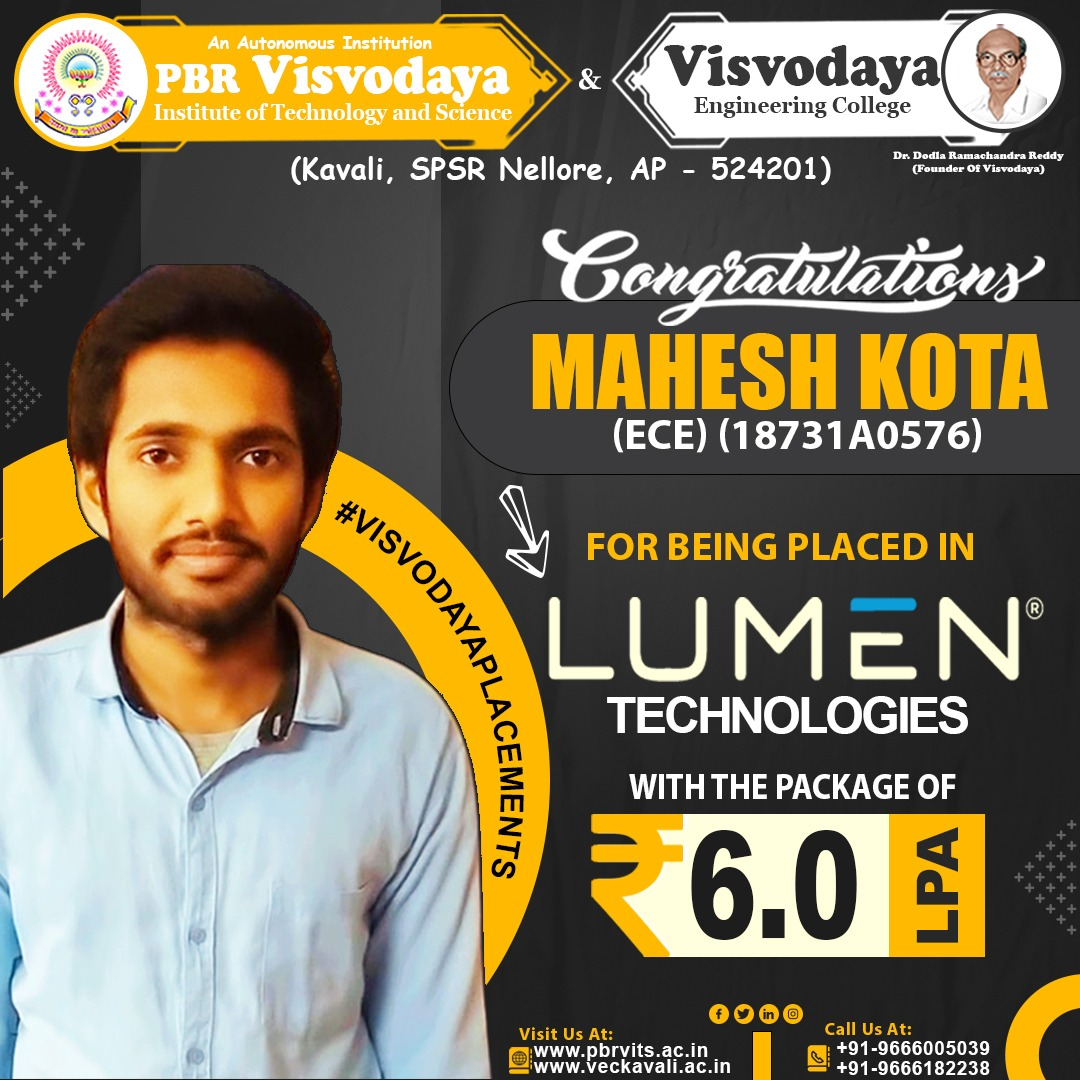 An Autonomous Institution
PBR Visvodaya
Institute of Technology and Science
&
Visvodaya
Engineering College
Dr. Dodla Ramachandra Reddy
(Founder Of Visvodaya)
(Kavali, SPSR Nellore, AP - 524201)
Congratulations
MAHESH KOTA
(ECE) (18731A0576)
#VISVODAYAPLACEMENTS
FOR BEING PLACED IN
LUMEN®
TECHNOLOGIES
WITH THE PACKAGE OF
₹ 6.0 LPA
Visit Us At:
www.pbrvits.ac.in
www.veckavali.ac.in
Call Us At:
+91-9666005039
+91-9666182238